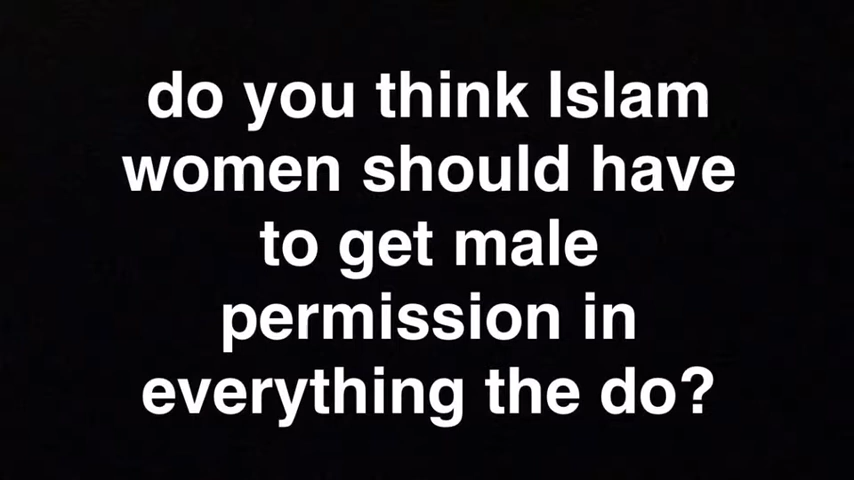 do you think Islam
women should have
to get male
permission in
everything the do?